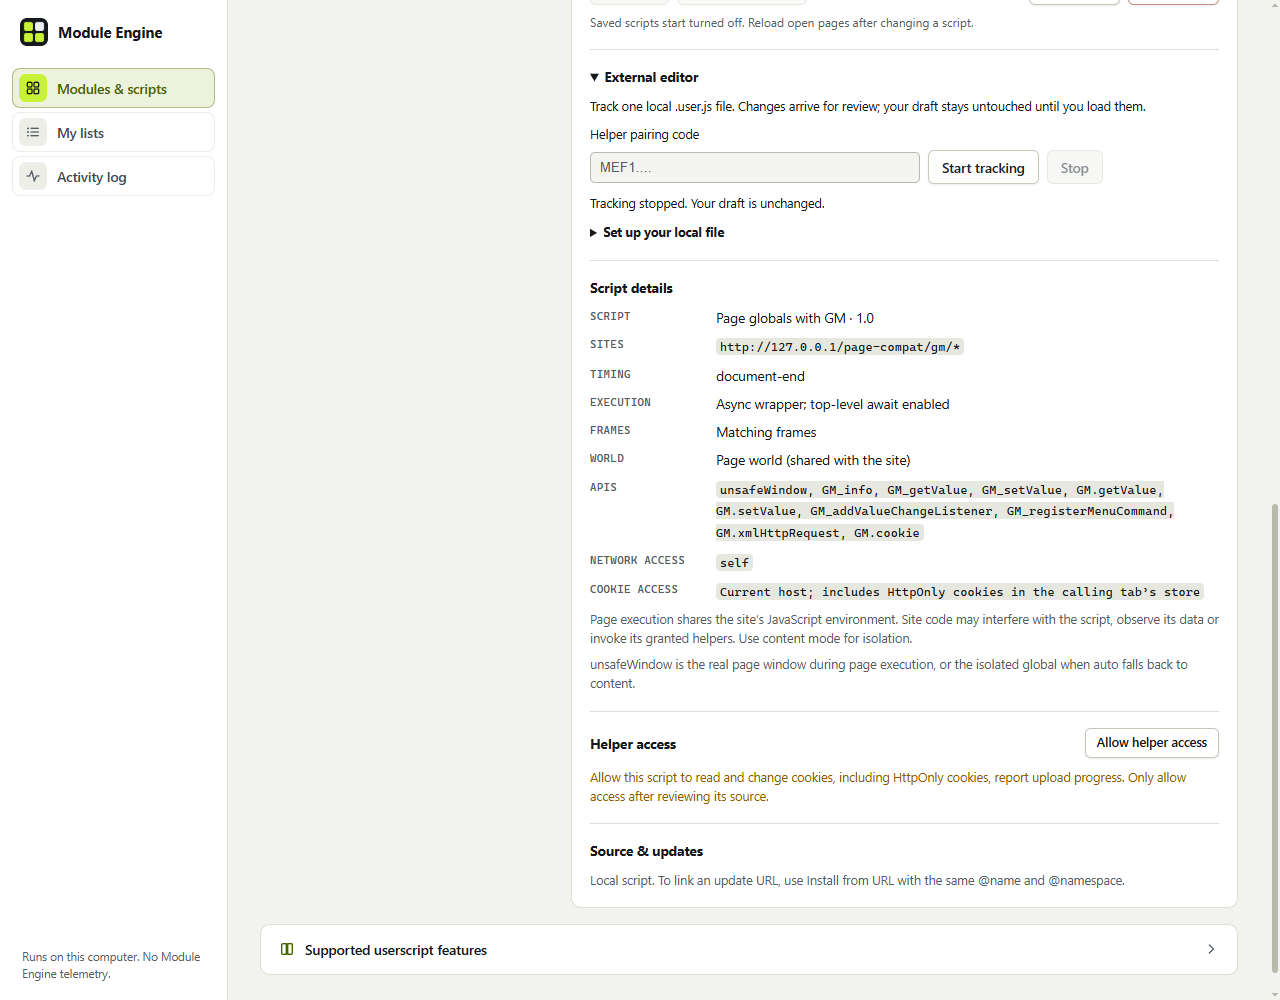 Module Engine
Modules & scripts
My lists
Activity log
Runs on this computer. No Module
Engine telemetry.
Saved scripts start turned off. Reload open pages after changing a script.
External editor
Track one local .user.js file. Changes arrive for review; your draft stays untouched until you load them.
Helper pairing code
MEF1.... Start tracking Stop
Tracking stopped. Your draft is unchanged.
Set up your local file
Script details
SCRIPT Page globals with GM · 1.0
SITES http://127.0.0.1/page-compat/gm/*
TIMING document-end
EXECUTION Async wrapper; top-level await enabled
FRAMES Matching frames
WORLD Page world (shared with the site)
APIS unsafeWindow, GM_info, GM_getValue, GM_setValue, GM.getValue,
GM.setValue, GM_addValueChangeListener, GM_registerMenuCommand,
GM.xmlHttpRequest, GM.cookie
NETWORK ACCESS self
COOKIE ACCESS Current host; includes HttpOnly cookies in the calling tab’s store
Page execution shares the site’s JavaScript environment. Site code may interfere with the script, observe its data or
invoke its granted helpers. Use content mode for isolation.
unsafeWindow is the real page window during page execution, or the isolated global when auto falls back to
content.
Helper access Allow helper access
Allow this script to read and change cookies, including HttpOnly cookies, report upload progress. Only allow
access after reviewing its source.
Source & updates
Local script. To link an update URL, use Install from URL with the same @name and @namespace.
Supported userscript features